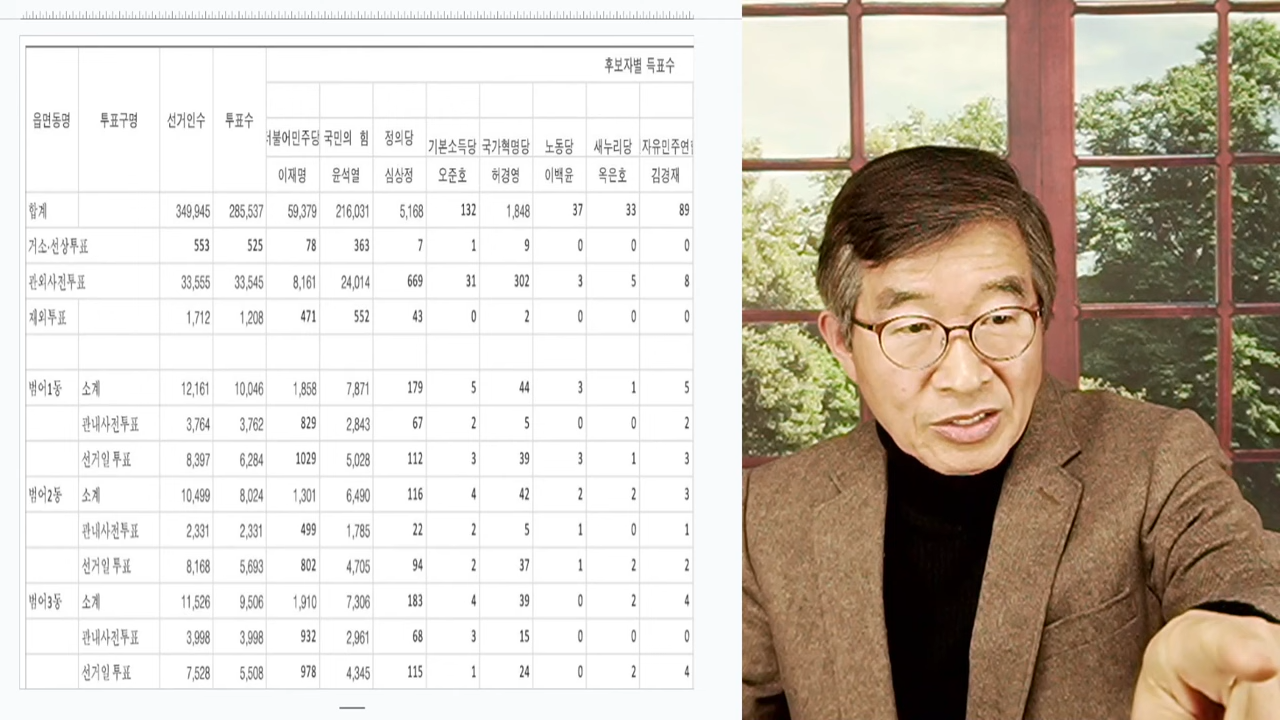 후보자별 득표수
읍면동명 투표구명 선거인수 투표수
더불어민주당 국민의 힘 정의당 기본소득당 국가혁명당 노동당 새누리당 자유민주연합
이재명 윤석열 심상정 오준호 허경영 이백윤 옥은호 김경재
합계 349,945 285,537 59,379 216,031 5,168 132 1,848 37 33 89
거소·선상투표 553 525 78 363 7 1 9 0 0 0
관외사전투표 33,555 33,545 8,161 24,014 669 31 302 3 5 8
재외투표 1,712 1,208 471 552 43 0 2 0 0 0
범어1동 소계 12,161 10,046 1,858 7,871 179 5 44 3 1 5
관내사전투표 3,764 3,762 829 2,843 67 2 5 0 0 2
선거일 투표 8,397 6,284 1029 5,028 112 3 39 3 1 3
범어2동 소계 10,499 8,024 1,301 6,490 116 4 42 2 2 3
관내사전투표 2,331 2,331 499 1,785 22 2 5 1 0 1
선거일 투표 8,168 5,693 802 4,705 94 2 37 1 2 2
범어3동 소계 11,526 9,506 1,910 7,306 183 4 39 0 2 4
관내사전투표 3,998 3,998 932 2,961 68 3 15 0 0 0
선거일 투표 7,528 5,508 978 4,345 115 1 24 0 2 4